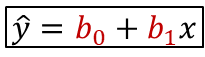 ŷ = b₀ + b₁x